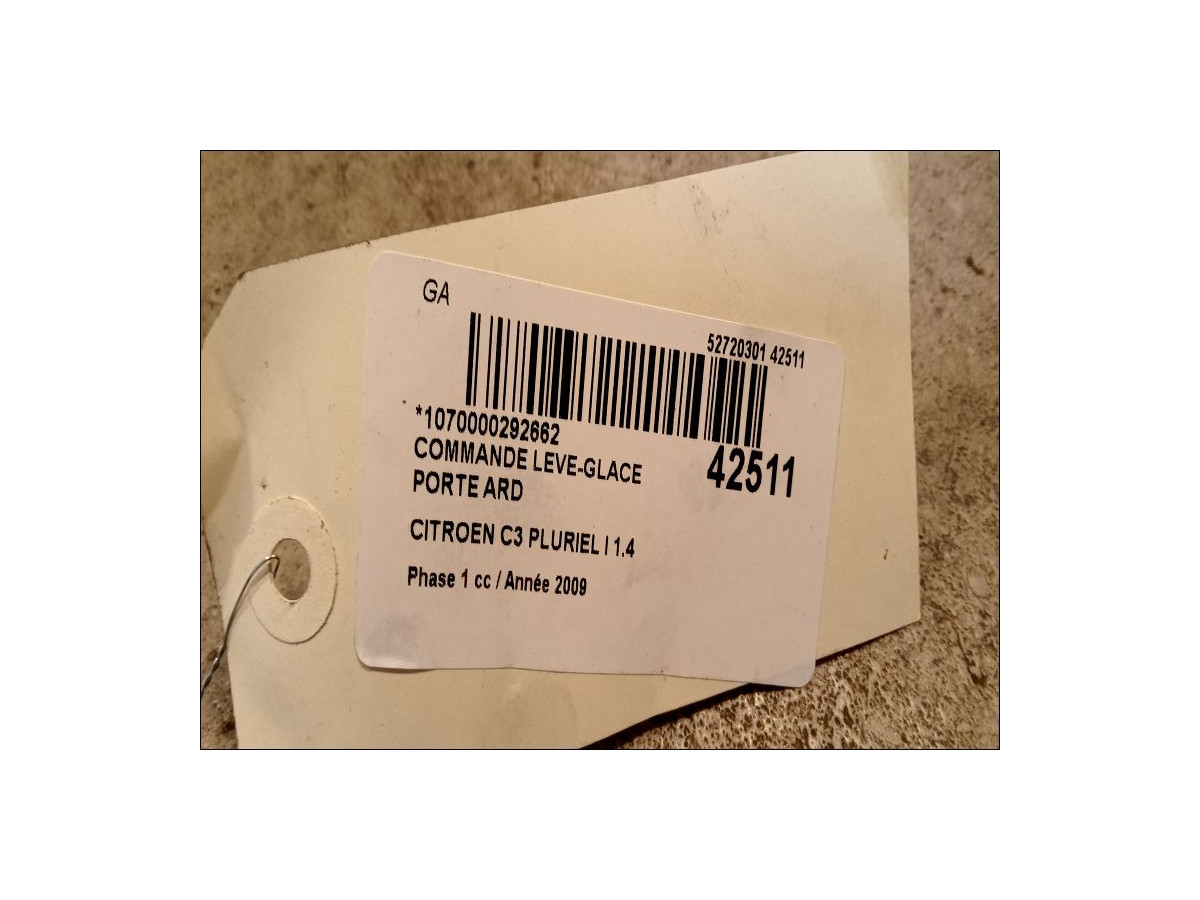 GA
52720301 42511
*1070000292662
COMMANDE LEVE-GLACE
42511
PORTE ARD
CITROEN C3 PLURIEL I 1.4
Phase 1 cc / Année 2009